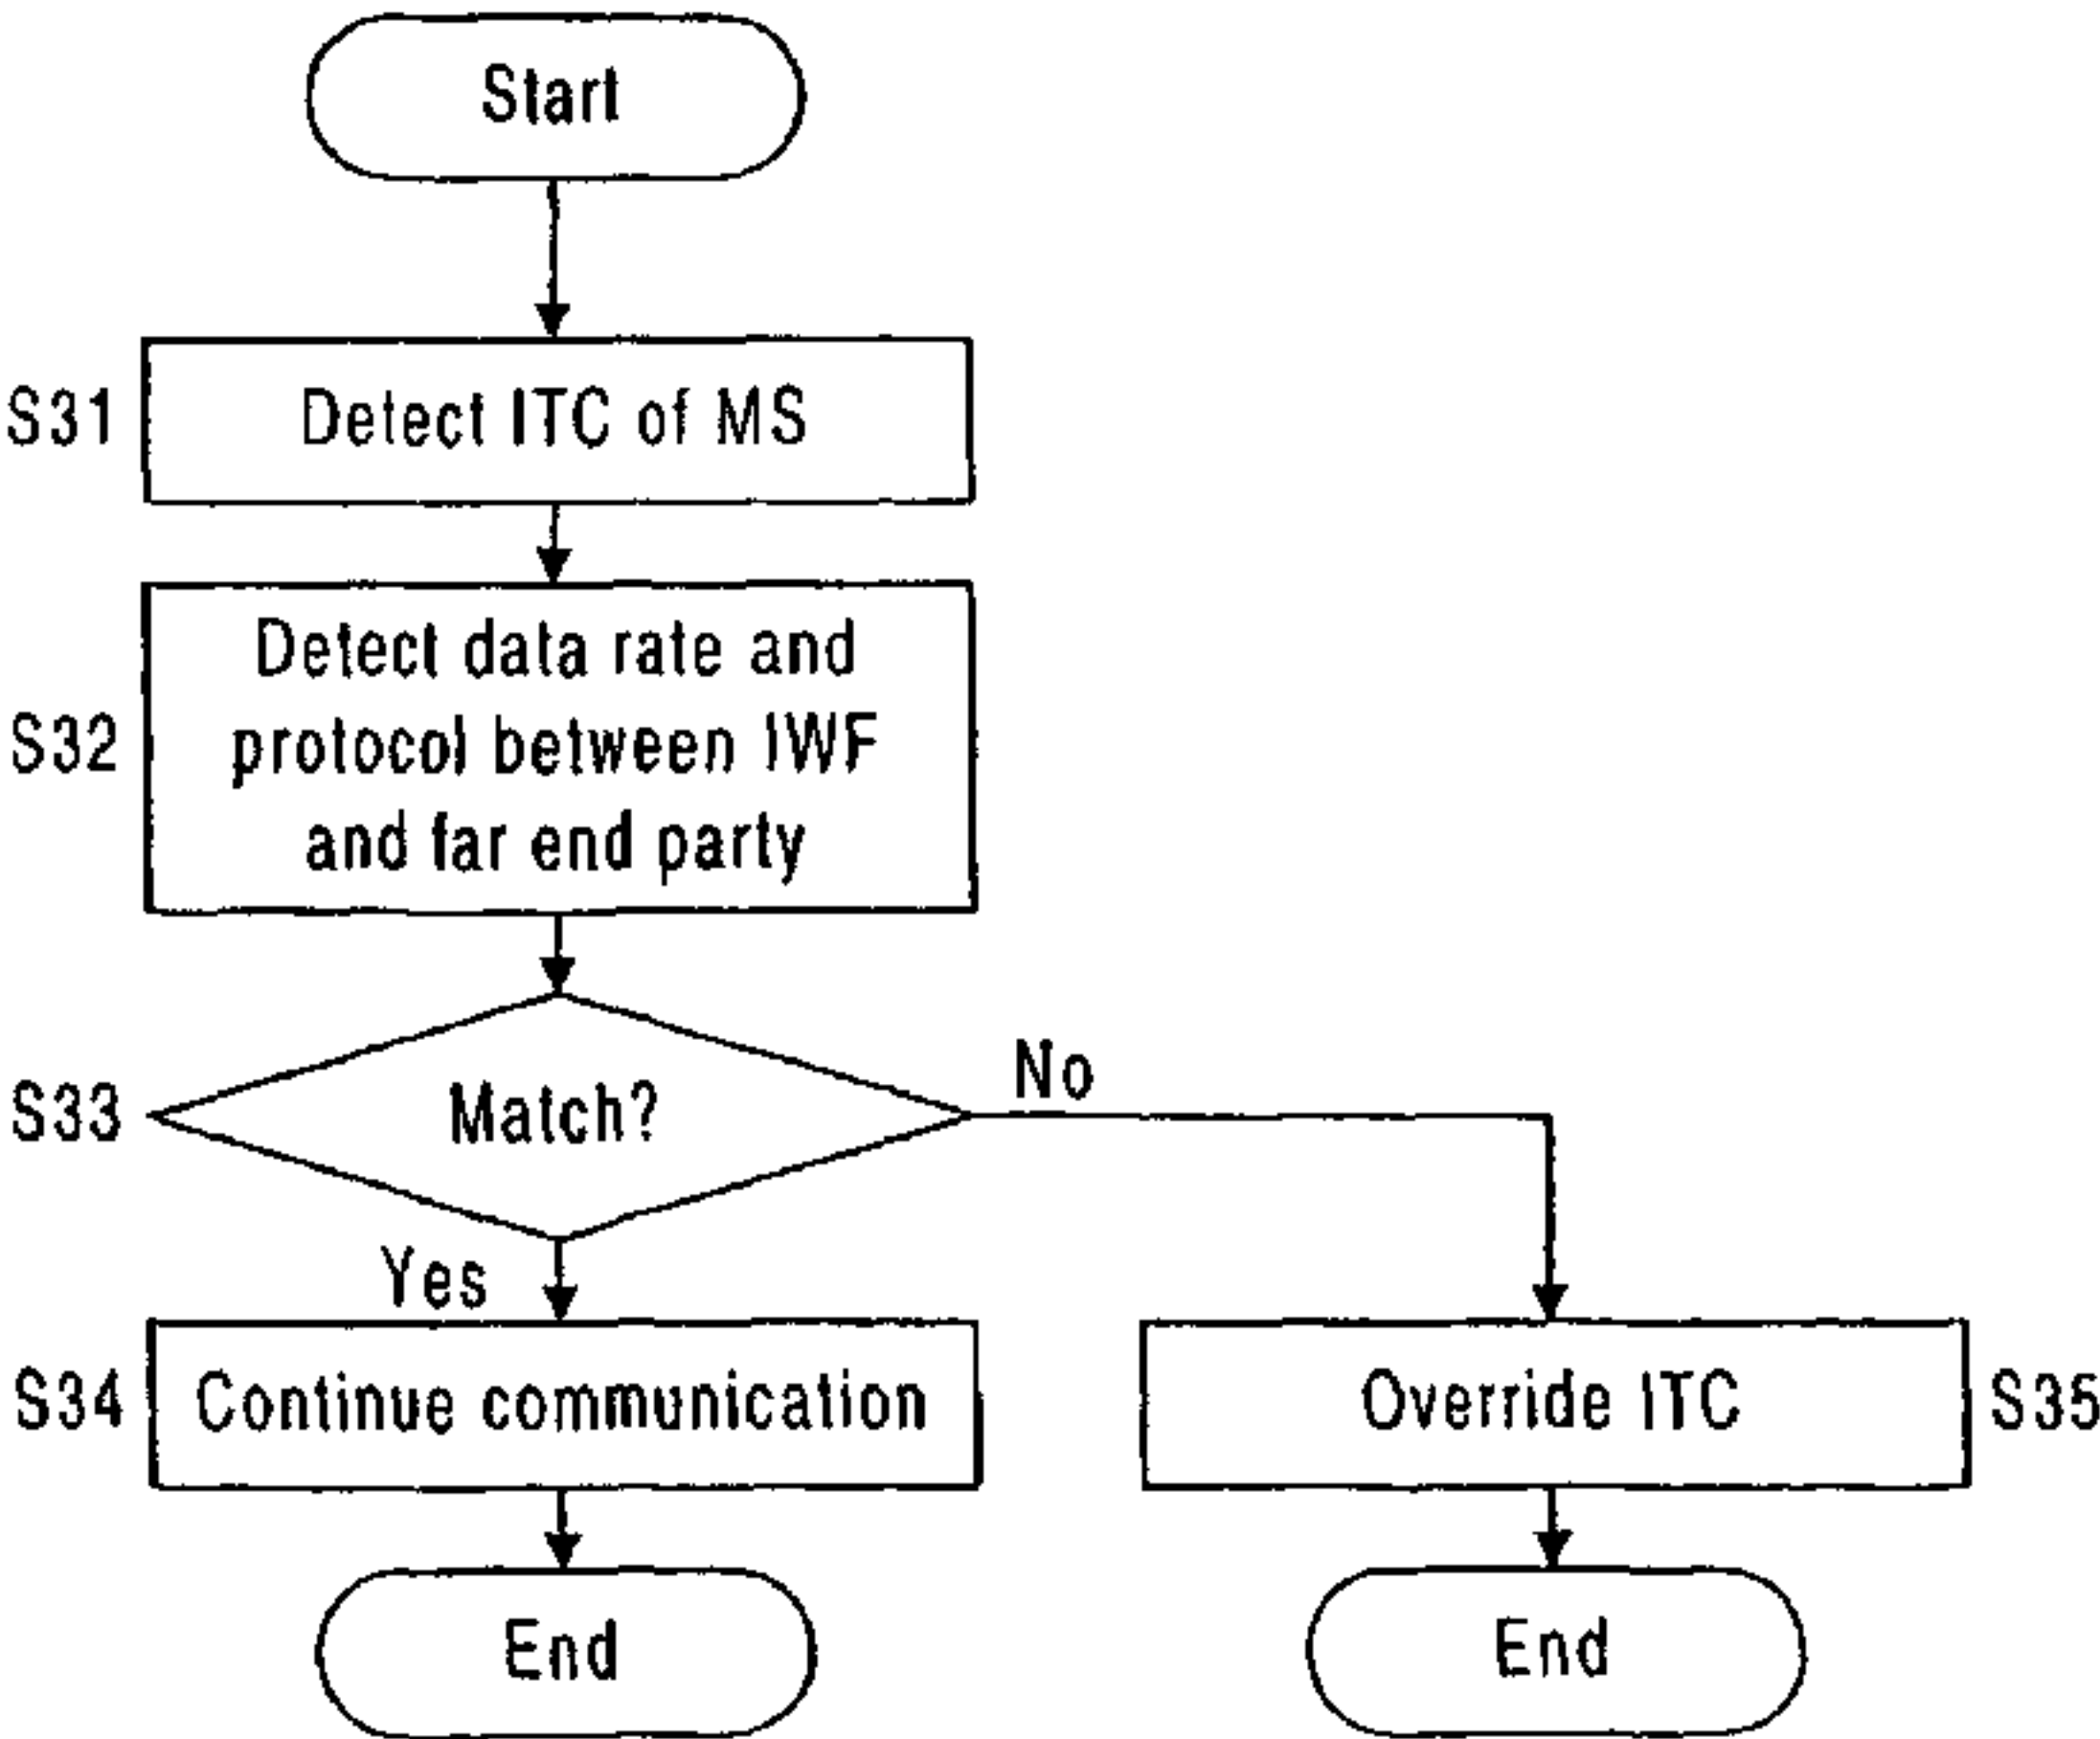 Start
S31
Detect ITC of MS
S32
Detect data rate and
protocol between IWF
and far end party
S33
Match?
No
Yes
S34
Continue communication
Override ITC
S35
End
End